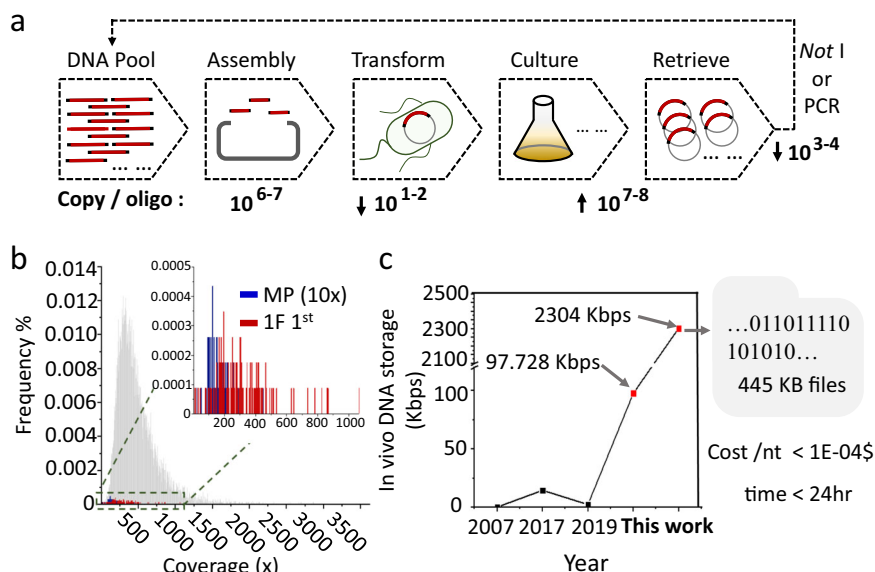 a
DNA Pool Assembly Transform Culture Retrieve
Not I
or
PCR
... ...
... ...
... ...
Copy / oligo : 10^6-7 ↓ 10^1-2 ↑ 10^7-8 ↓ 10^3-4
b
Frequency %
0.014
0.012
0.010
0.008
0.006
0.004
0.002
0
500 1000 1500 2000 2500 3000 3500
Coverage (x)
0.0005
0.0004
0.0003
0.0002
0.0001
0
200 400 600 800 1000
MP (10x)
1F 1st
c
In vivo DNA storage
(Kbps)
2500
2300
2100
100
50
0
2007 2017 2019 This work
Year
2304 Kbps
97.728 Kbps
...011011110
101010...
445 KB files
Cost /nt < 1E-04$
time < 24hr